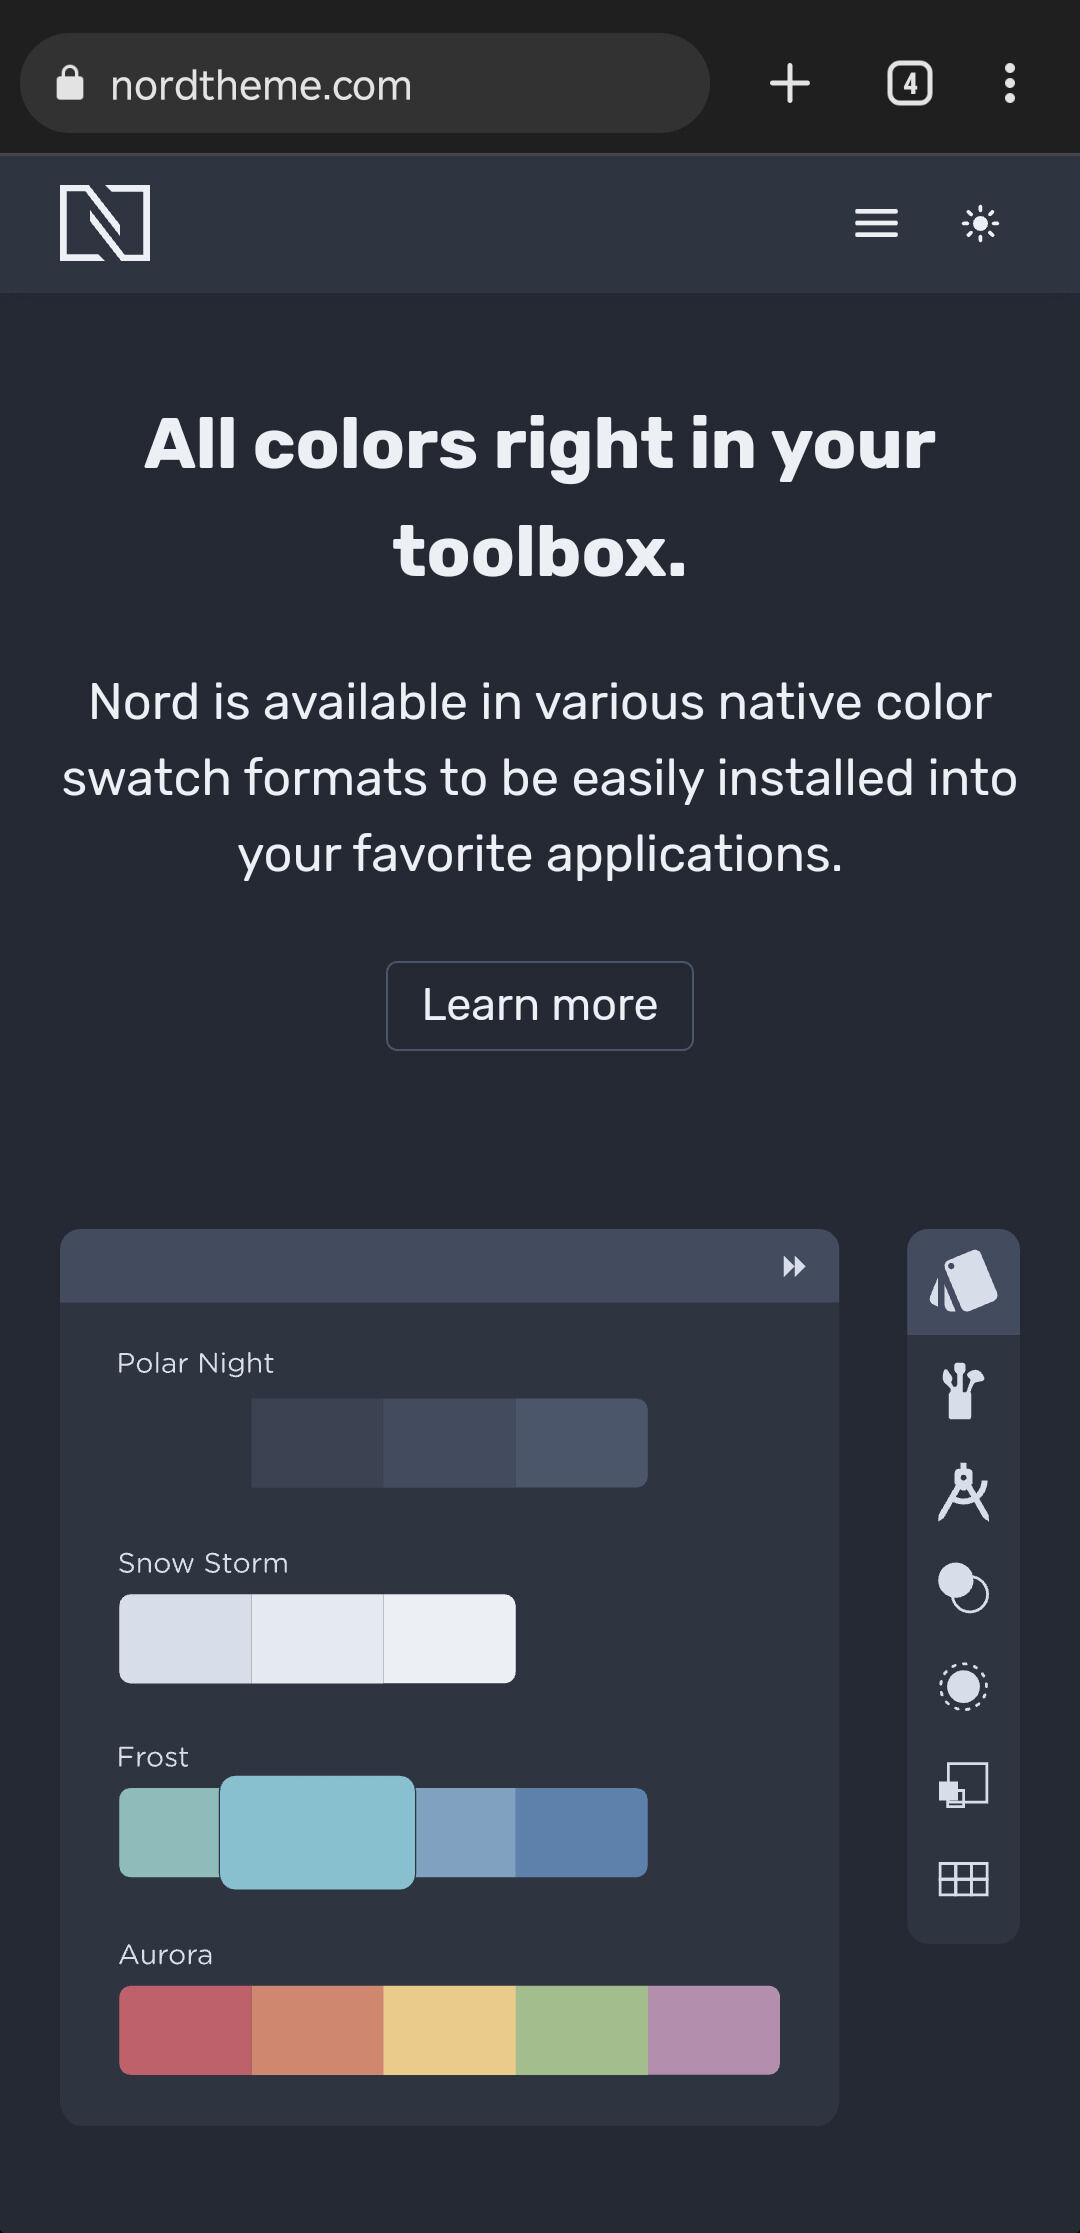 nordtheme.com
4
All colors right in your
toolbox.
Nord is available in various native color
swatch formats to be easily installed into
your favorite applications.
Learn more
Polar Night
Snow Storm
Frost
Aurora